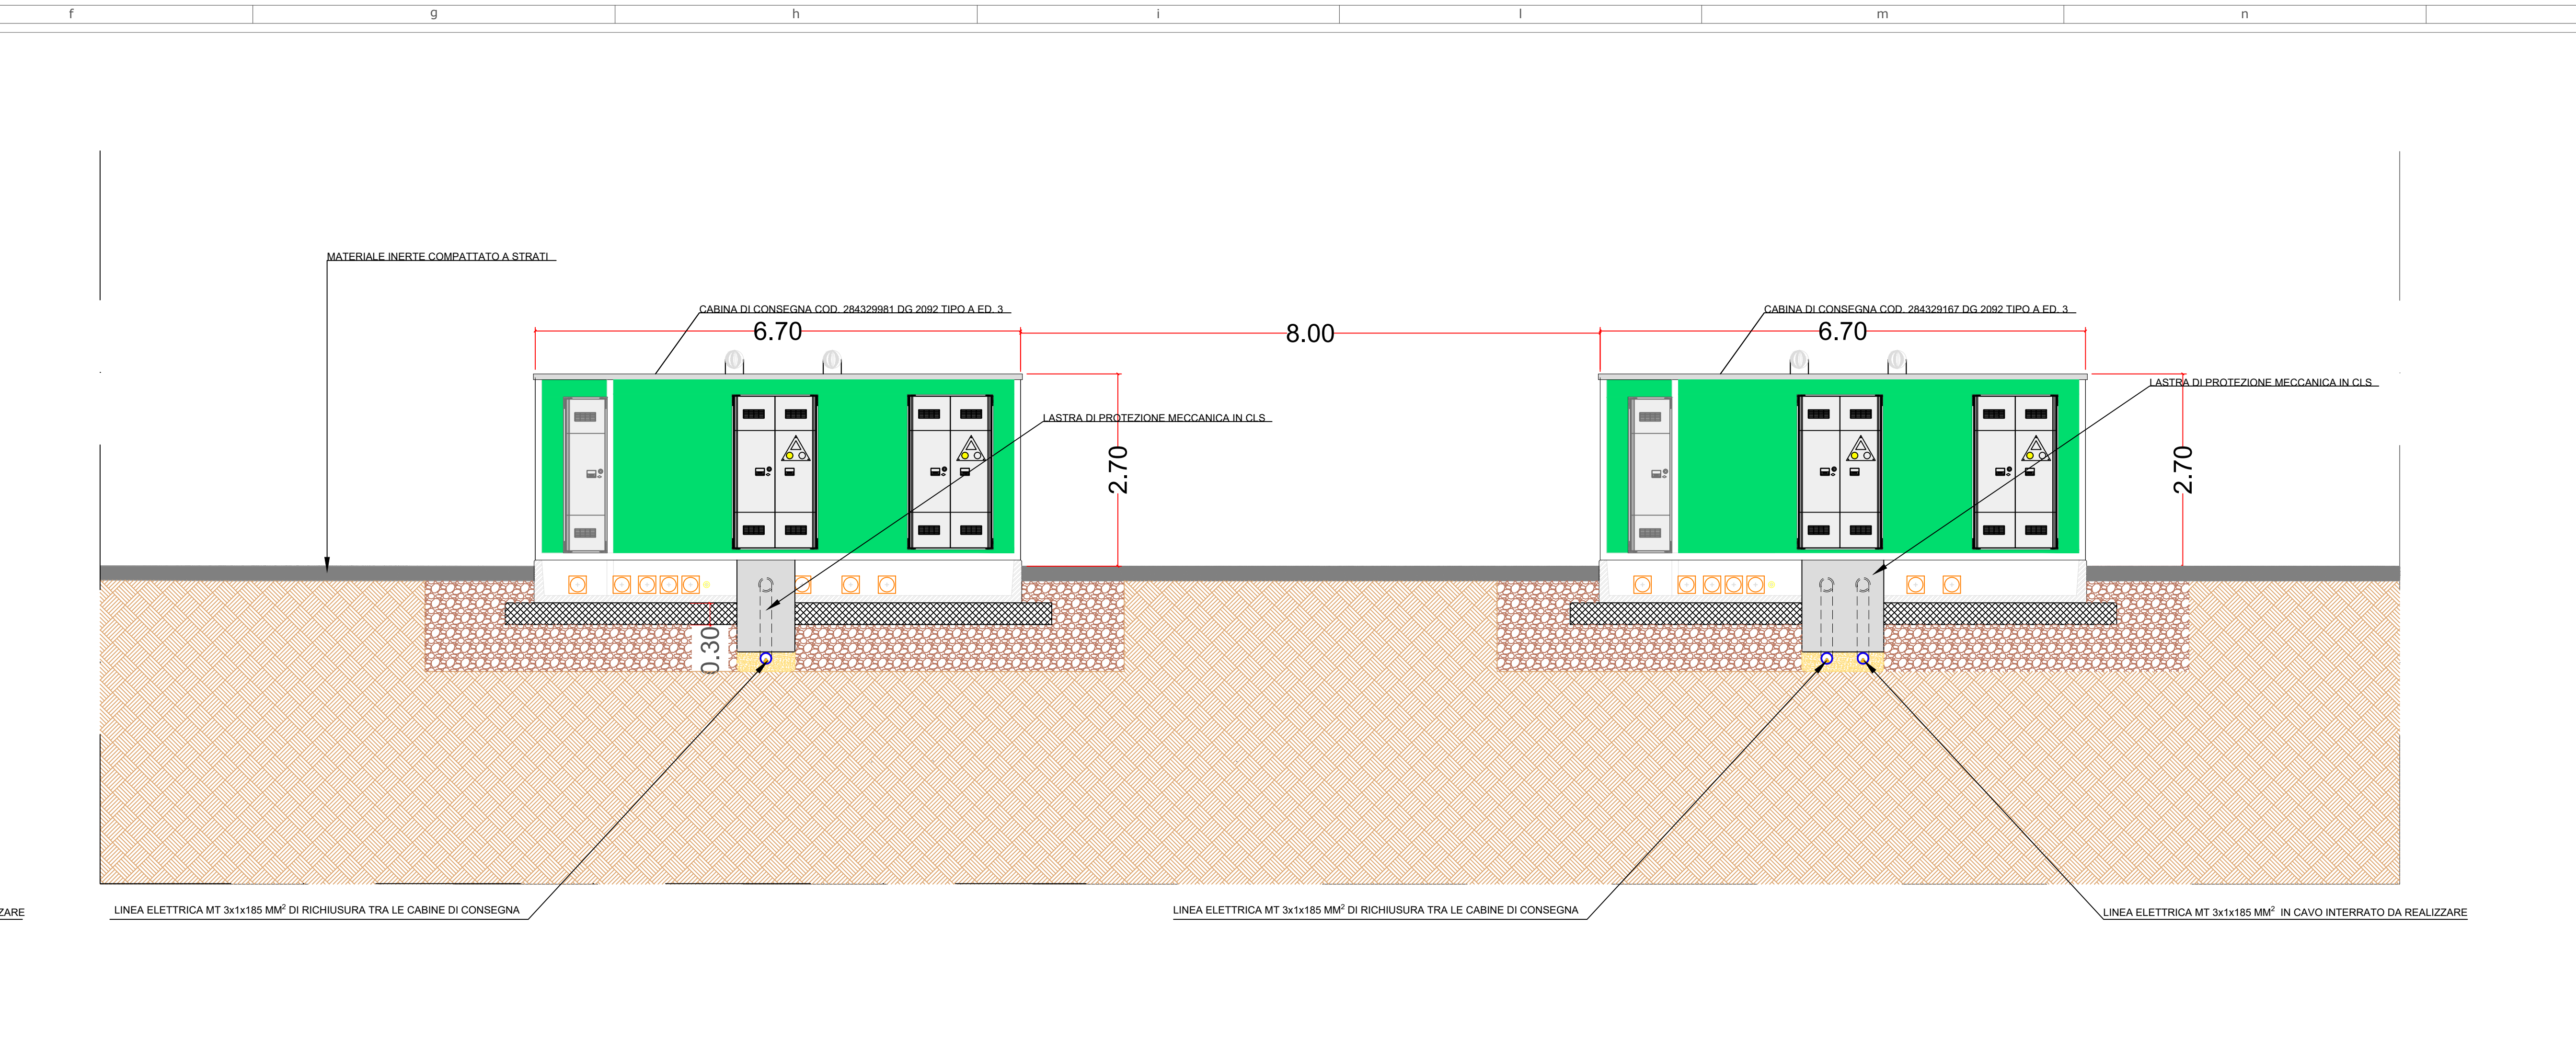 f g h i l m n
MATERIALE INERTE COMPATTATO A STRATI
CABINA DI CONSEGNA COD. 284329981 DG 2092 TIPO A ED. 3
CABINA DI CONSEGNA COD. 284329167 DG 2092 TIPO A ED. 3
6.70
8.00
6.70
LASTRA DI PROTEZIONE MECCANICA IN CLS
LASTRA DI PROTEZIONE MECCANICA IN CLS
2.70
2.70
0.30
ZARE
LINEA ELETTRICA MT 3x1x185 MM² DI RICHIUSURA TRA LE CABINE DI CONSEGNA
LINEA ELETTRICA MT 3x1x185 MM² DI RICHIUSURA TRA LE CABINE DI CONSEGNA
LINEA ELETTRICA MT 3x1x185 MM² IN CAVO INTERRATO DA REALIZZARE